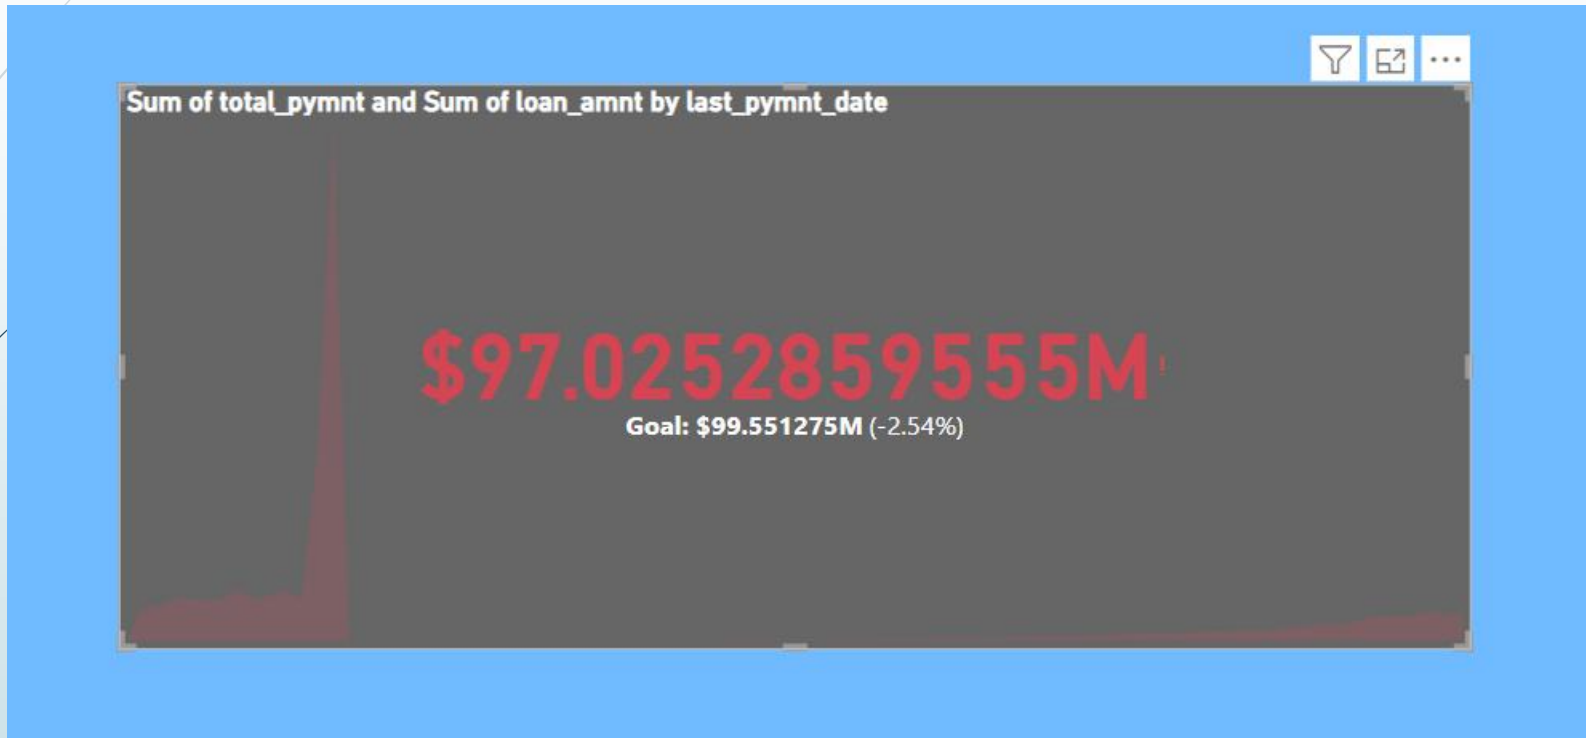 Sum of total_pymnt and Sum of loan_amnt by last_pymnt_date
$97.0252859555M!
Goal: $99.551275M (-2.54%)